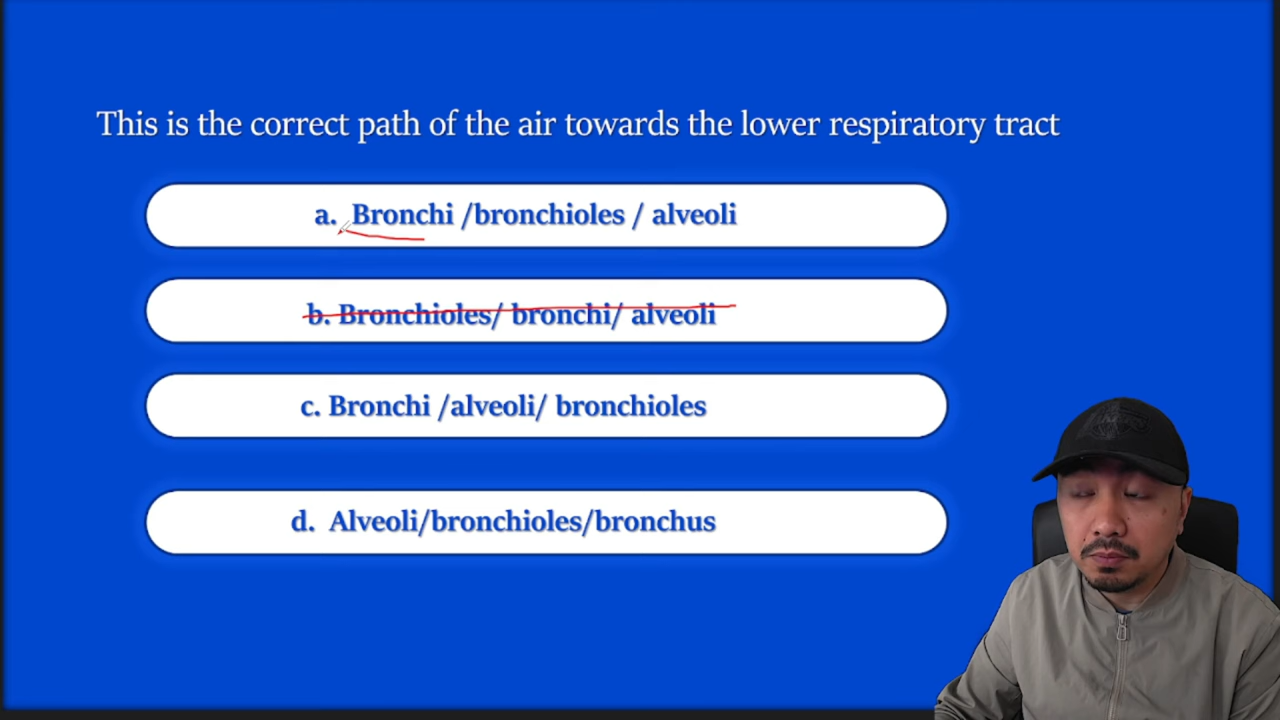 This is the correct path of the air towards the lower respiratory tract
a. Bronchi /bronchioles / alveoli
b. Bronchioles/ bronchi/ alveoli
c. Bronchi /alveoli/ bronchioles
d. Alveoli/bronchioles/bronchus